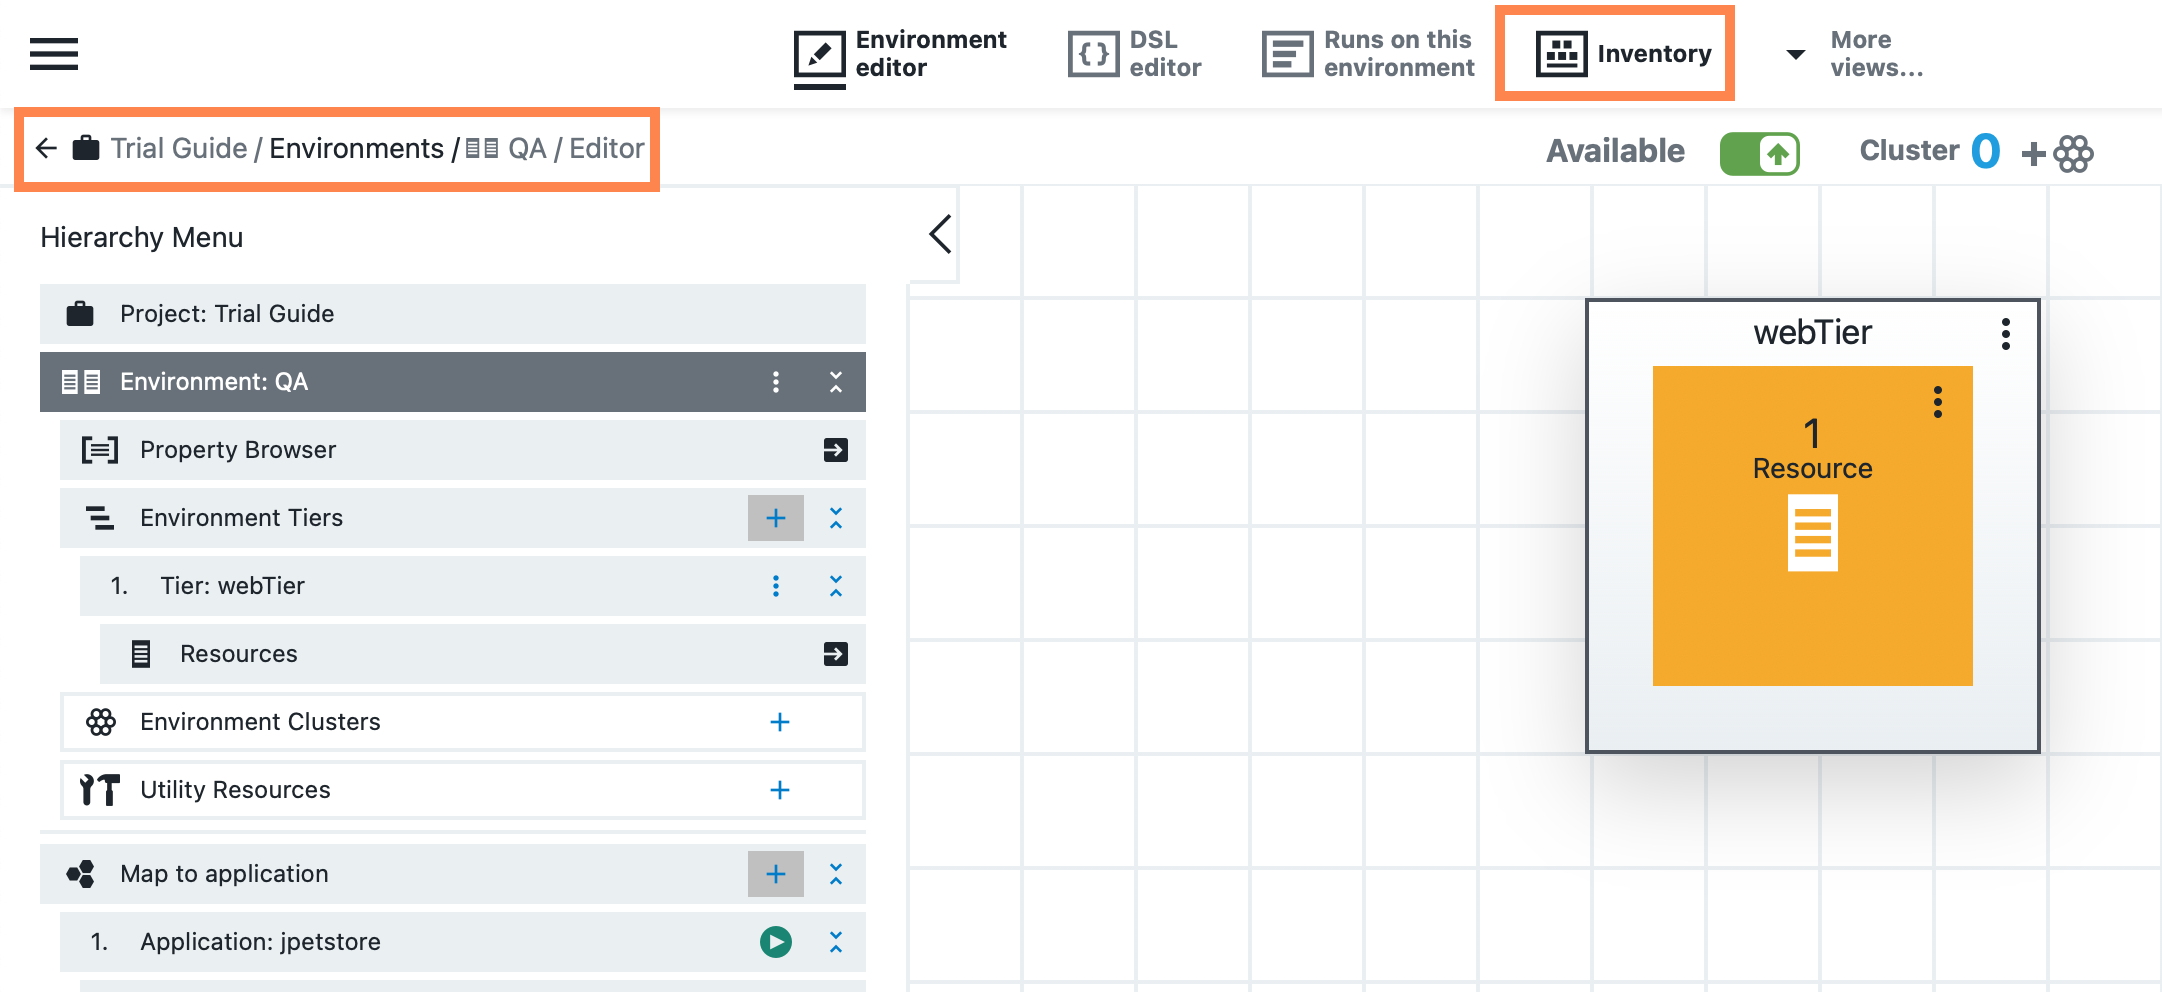 Environment
editor
DSL
editor
Runs on this
environment
Inventory
More
views...
Trial Guide / Environments / QA / Editor
Available
Cluster 0
Hierarchy Menu
Project: Trial Guide
Environment: QA
Property Browser
Environment Tiers
1. Tier: webTier
Resources
Environment Clusters
Utility Resources
Map to application
1. Application: jpetstore
webTier
1
Resource